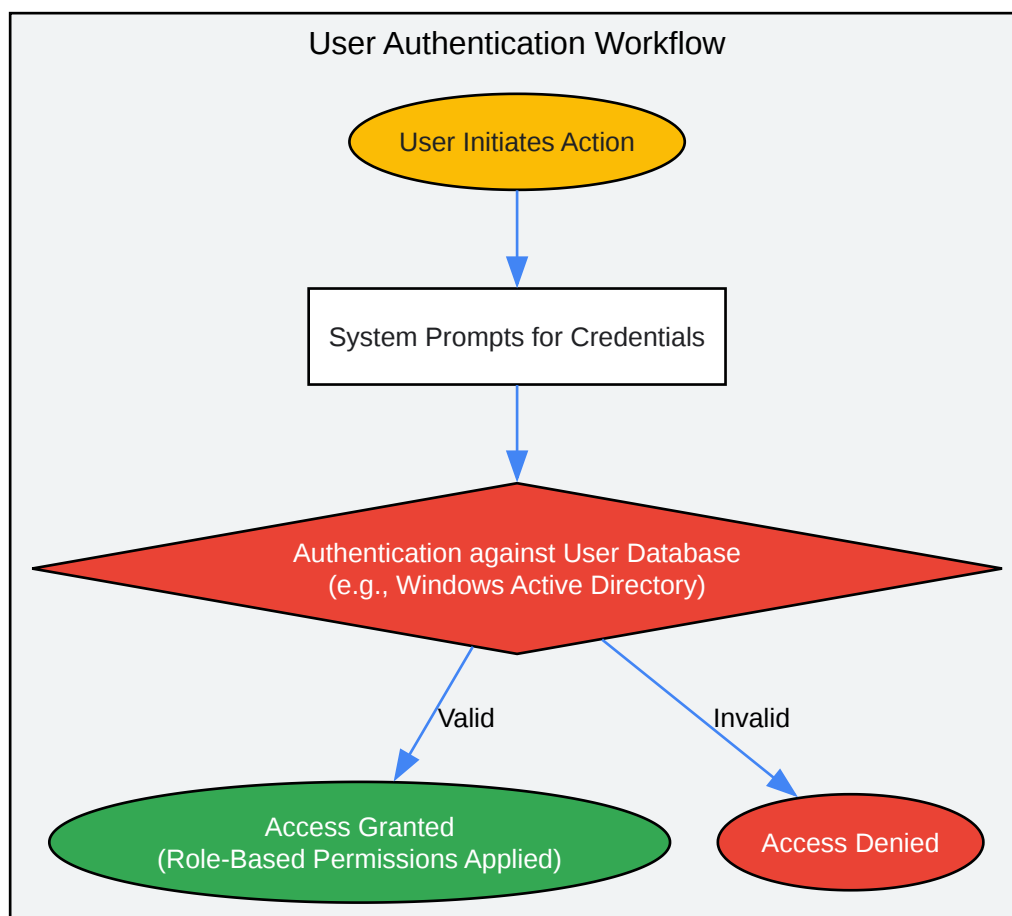 User Authentication Workflow
User Initiates Action
System Prompts for Credentials
Authentication against User Database
(e.g., Windows Active Directory)
Valid
Invalid
Access Granted
(Role-Based Permissions Applied)
Access Denied